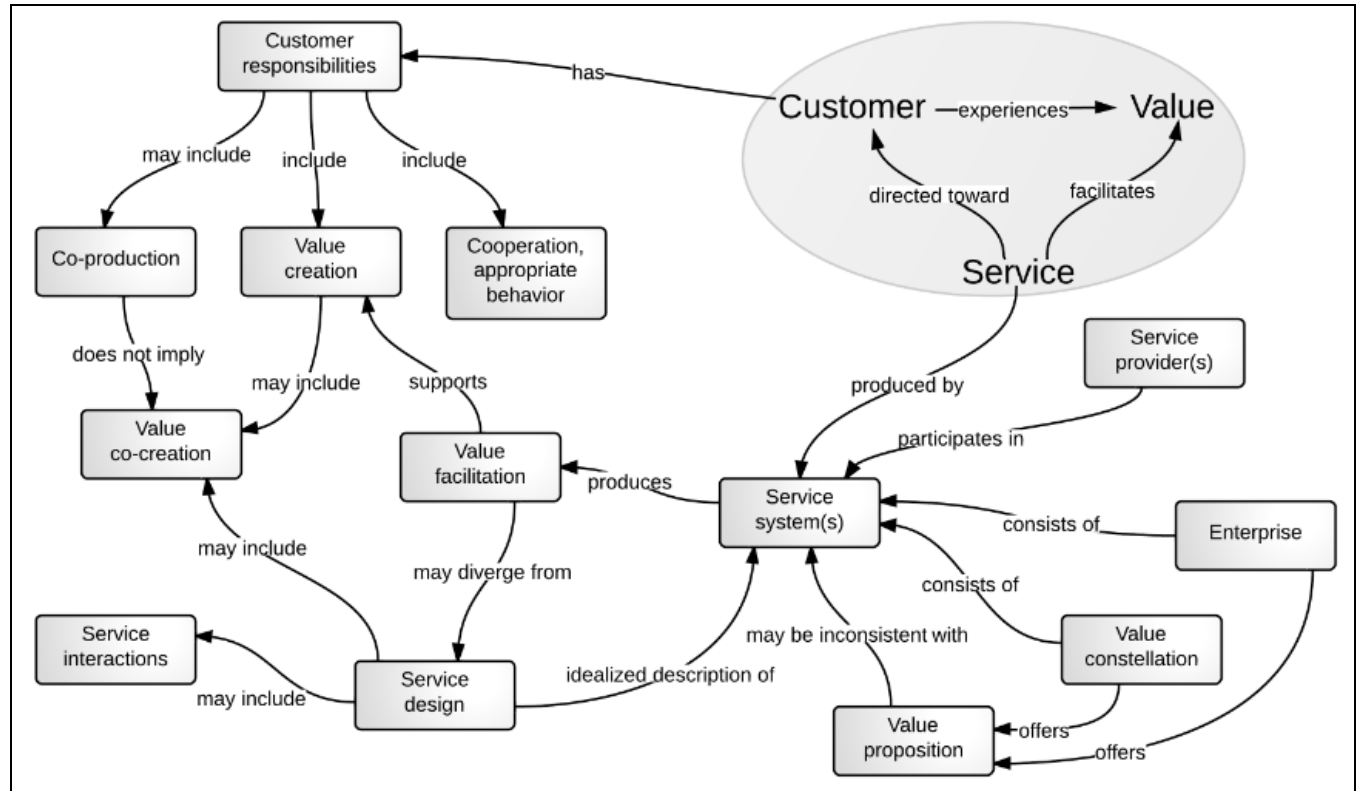 Customer
responsibilities
has
Customer
experiences
Value
may include
include
include
directed toward
facilitates
Co-production
Value
creation
Cooperation,
appropriate
behavior
Service
does not imply
may include
supports
produced by
Service
provider(s)
participates in
Value
co-creation
Value
facilitation
produces
Service
system(s)
consists of
Enterprise
may include
may diverge from
consists of
Service
interactions
may include
Service
design
idealized description of
may be inconsistent with
Value
constellation
Value
proposition
offers
offers